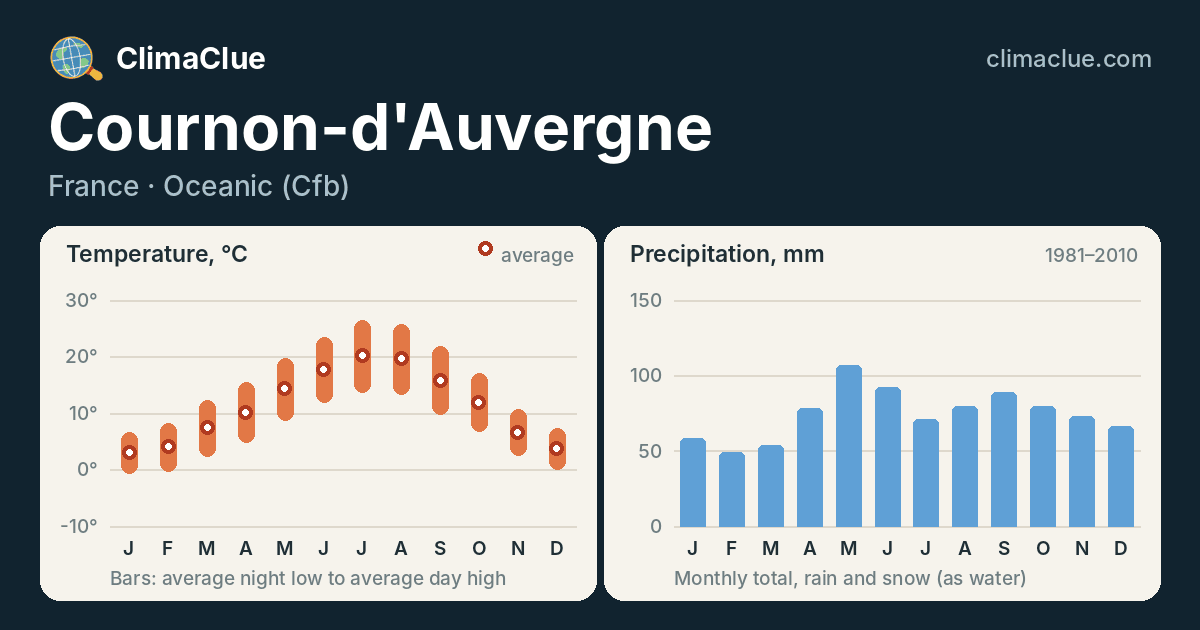 ClimaClue
climaclue.com
Cournon-d'Auvergne
France · Oceanic (Cfb)
Temperature, °C
average
30°
20°
10°
0°
-10°
J F M A M J J A S O N D
Bars: average night low to average day high
Precipitation, mm
1981–2010
150
100
50
0
J F M A M J J A S O N D
Monthly total, rain and snow (as water)